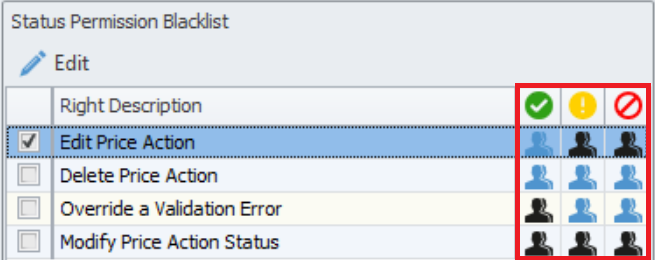 Status Permission Blacklist
Edit
Right Description
Edit Price Action
Delete Price Action
Override a Validation Error
Modify Price Action Status